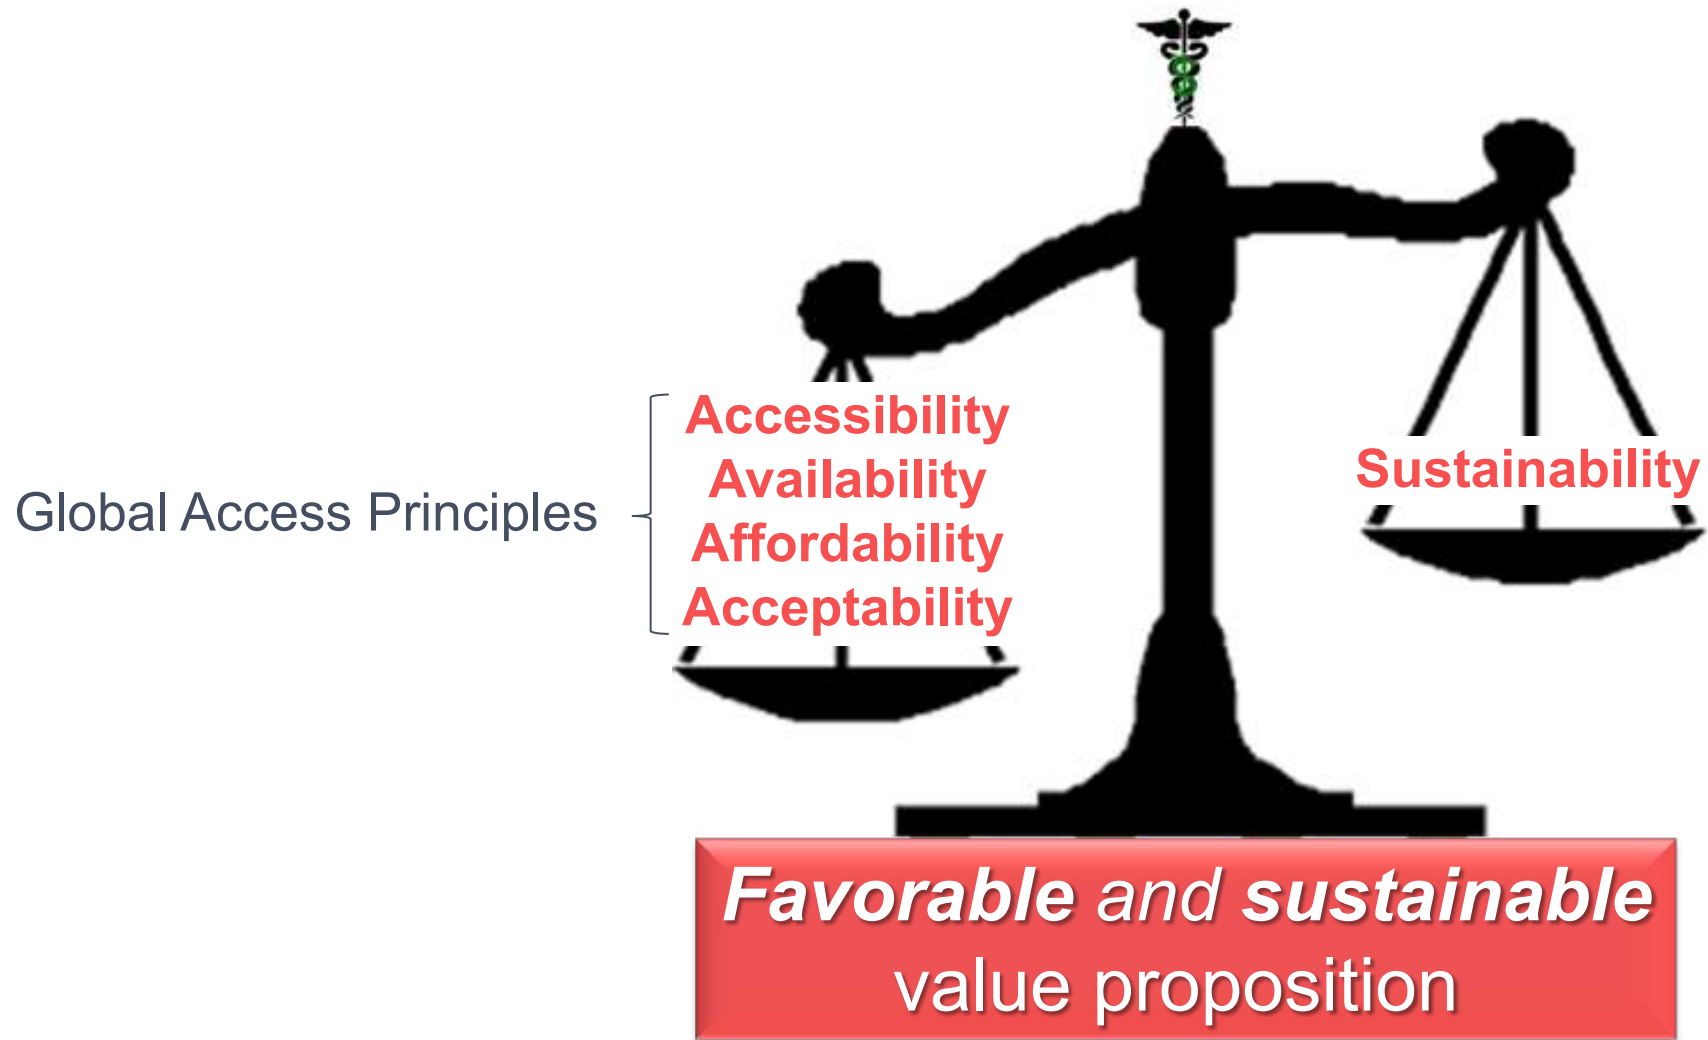 Accessibility
Availability
Global Access Principles
Affordability
Acceptability
Sustainability
Favorable and sustainable
value proposition